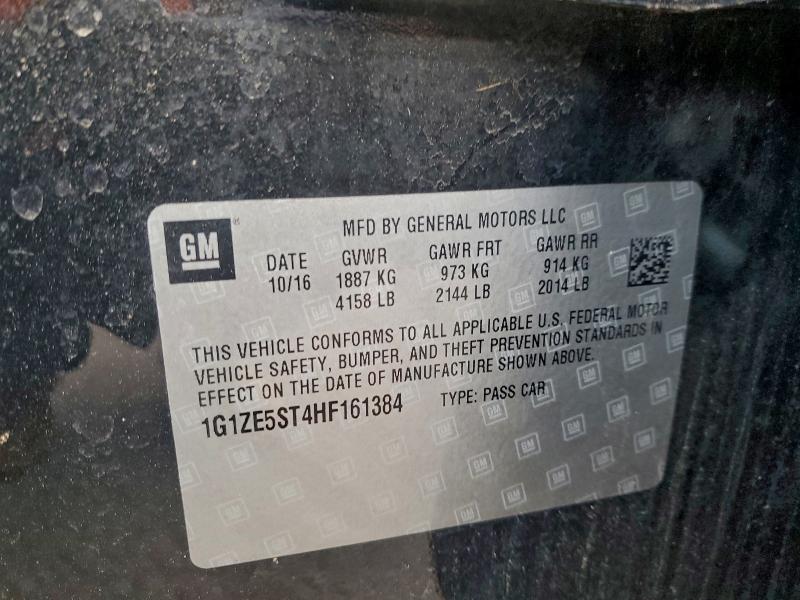 GM
MFD BY GENERAL MOTORS LLC
DATE GVWR GAWR FRT GAWR RR
10/16 1887 KG 973 KG 914 KG
4158 LB 2144 LB 2014 LB
THIS VEHICLE CONFORMS TO ALL APPLICABLE U.S. FEDERAL MOTOR
VEHICLE SAFETY, BUMPER, AND THEFT PREVENTION STANDARDS IN
EFFECT ON THE DATE OF MANUFACTURE SHOWN ABOVE.
1G1ZE5ST4HF161384 TYPE: PASS CAR